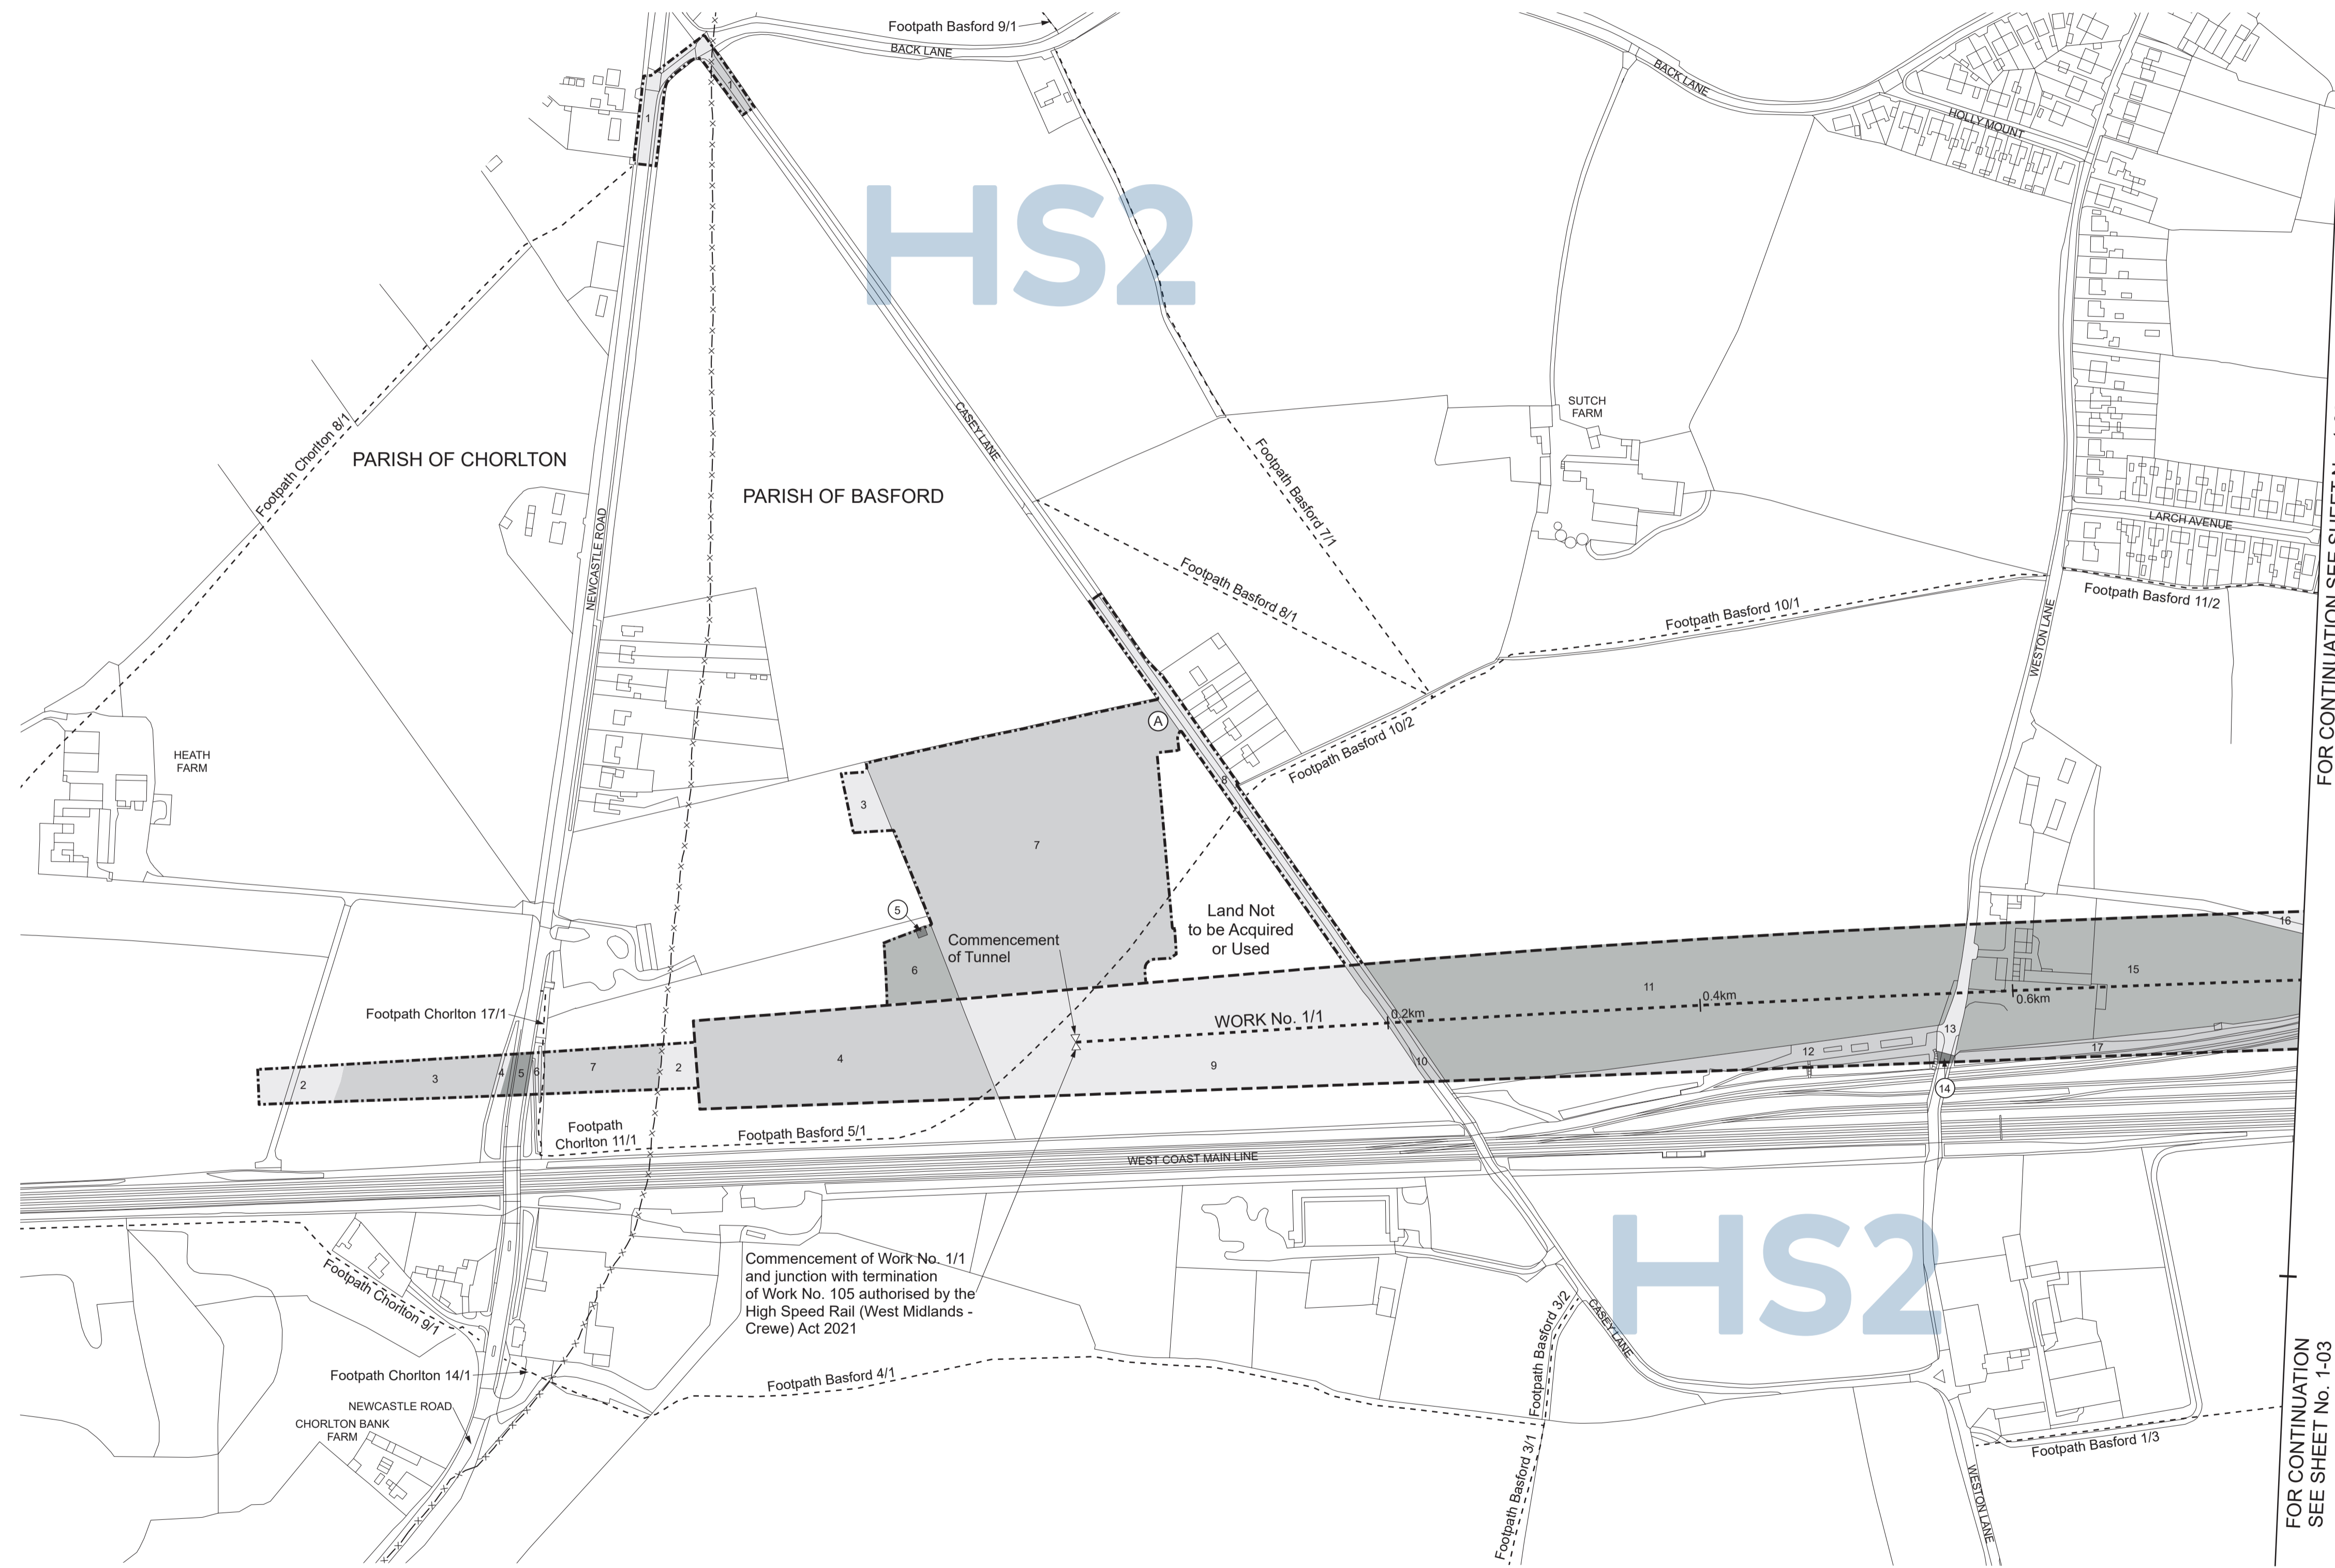 Footpath Basford 9/1
BACK LANE
BACK LANE
HOLLY MOUNT
1
1
HS2
Footpath Chorlton 8/1
PARISH OF CHORLTON
PARISH OF BASFORD
NEWCASTLE ROAD
CASEY LANE
Footpath Basford 7/1
SUTCH
FARM
LARCH AVENUE
Footpath Basford 8/1
Footpath Basford 10/1
Footpath Basford 11/2
WESTON LANE
FOR CONTINUATION SEE SHEET
HEATH
FARM
A
Footpath Basford 10/2
3
7
8
5
Land Not
to be Acquired
or Used
Commencement
of Tunnel
6
16
15
11
0.4km
0.6km
Footpath Chorlton 17/1
WORK No. 1/1
0.2km
13
2
3
4
5
6
7
2
4
9
10
12
17
14
Footpath
Chorlton 11/1
Footpath Basford 5/1
WEST COAST MAIN LINE
Commencement of Work No. 1/1
and junction with termination
of Work No. 105 authorised by the
High Speed Rail (West Midlands -
Crewe) Act 2021
HS2
Footpath Chorlton 9/1
Footpath Basford 3/2
CASEY LANE
Footpath Chorlton 14/1
Footpath Basford 4/1
NEWCASTLE ROAD
CHORLTON BANK
FARM
Footpath Basford 3/1
Footpath Basford 1/3
WESTON LANE
FOR CONTINUATION
SEE SHEET No. 1-03